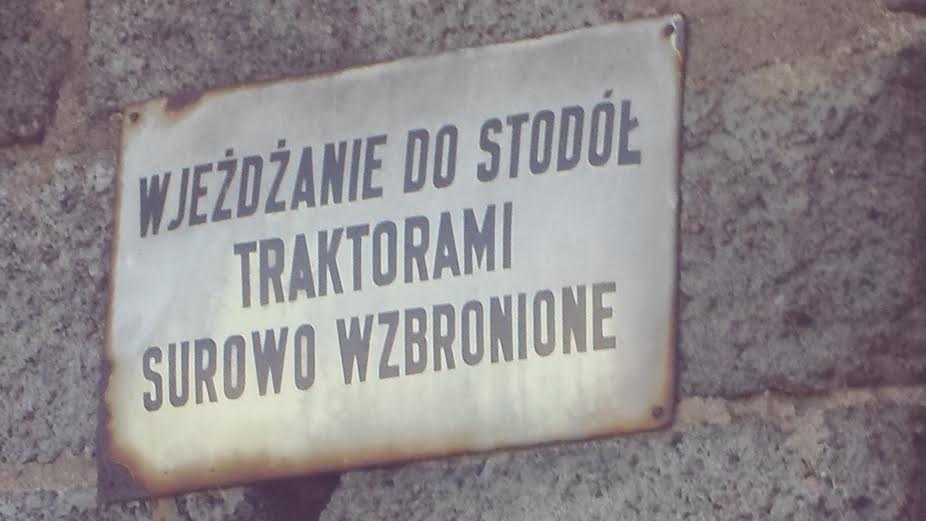 WJEŻDŻANIE DO STODÓŁ
TRAKTORAMI
SUROWO WZBRONIONE